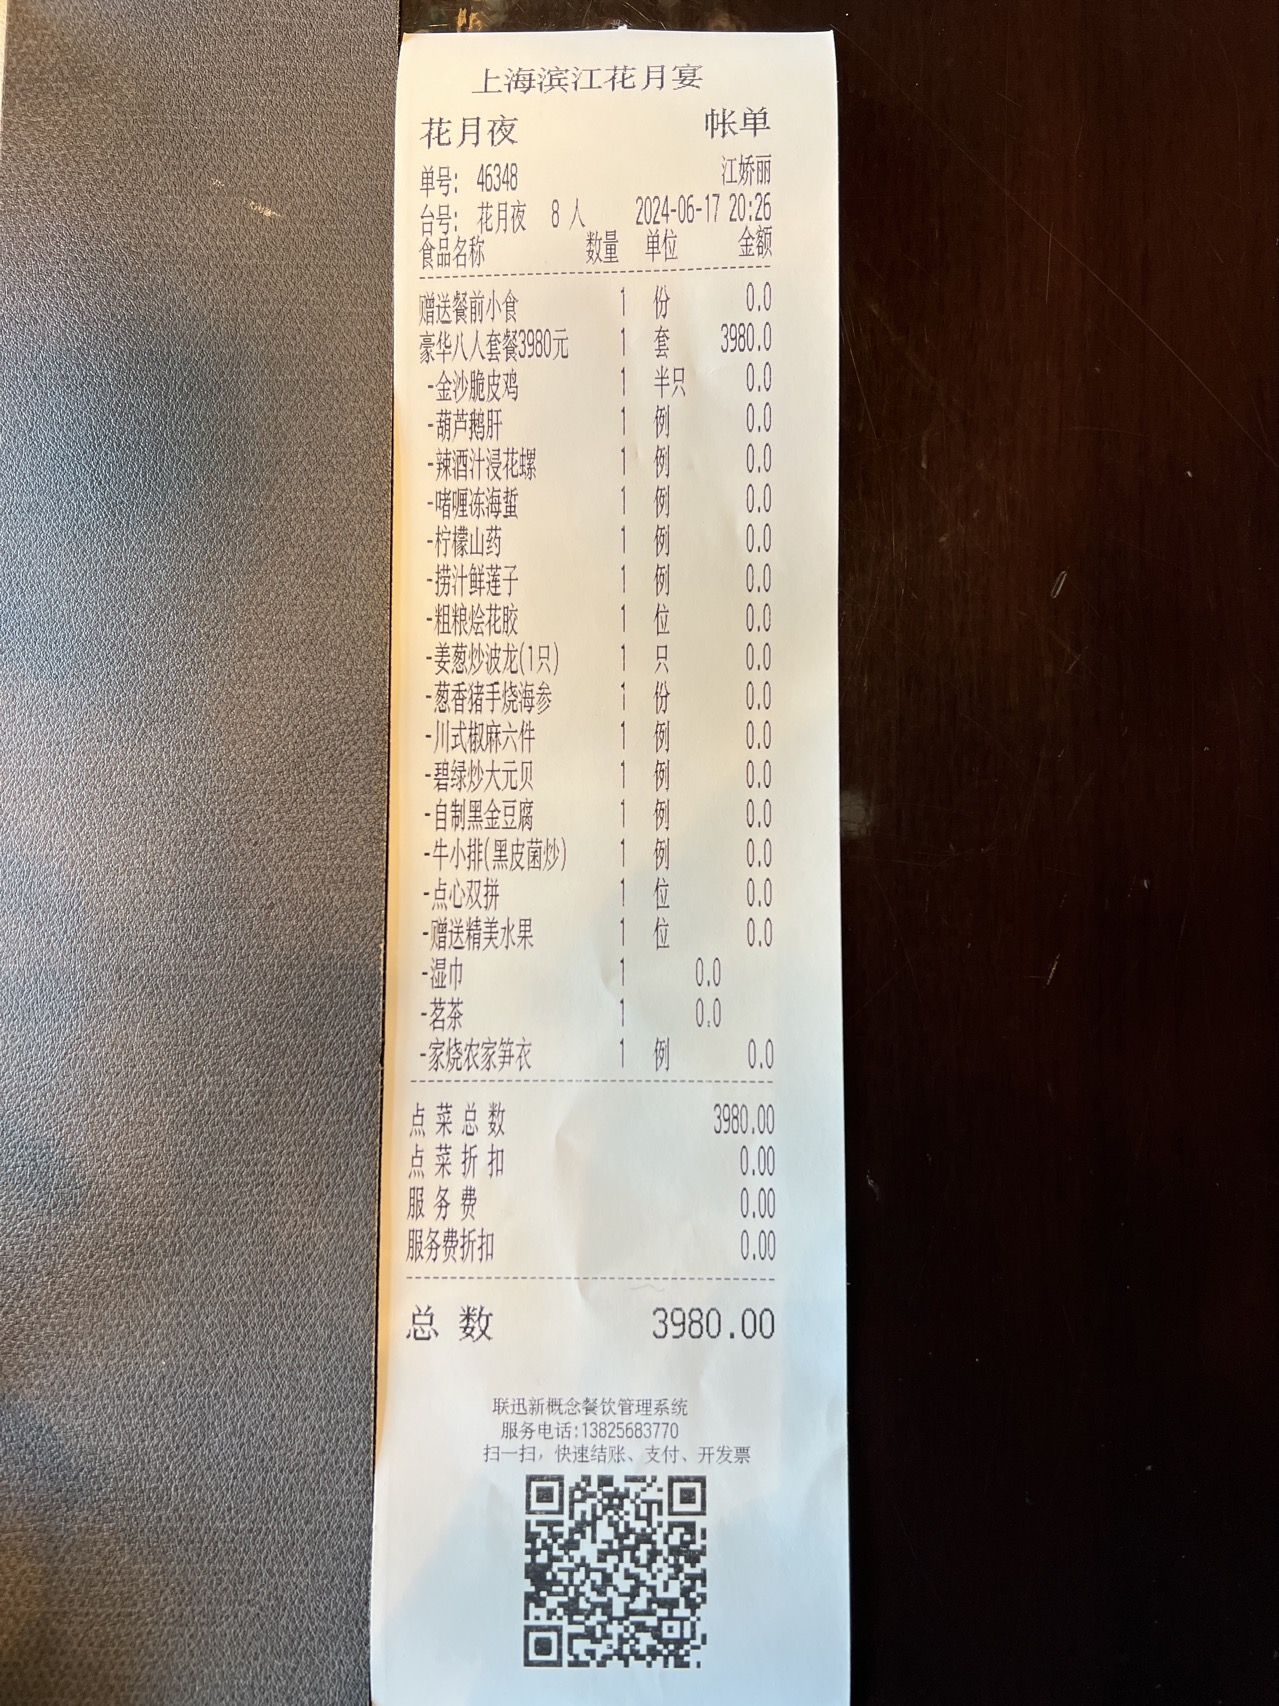 上海滨江花月宴
花月夜 帐单
单号: 46348 江娇丽
台号: 花月夜 8 人 2024-06-17 20:26
食品名称 数量 单位 金额
赠送餐前小食 1 份 0.0
豪华八人套餐3980元 1 套 3980.0
-金沙脆皮鸡 1 半只 0.0
-葫芦鹅肝 1 例 0.0
-辣酒汁浸花螺 1 例 0.0
-啫喱冻海蜇 1 例 0.0
-柠檬山药 1 例 0.0
-捞汁鲜莲子 1 例 0.0
-粗粮烩花胶 1 位 0.0
-姜葱炒波龙(1只) 1 只 0.0
-葱香猪手烧海参 1 份 0.0
-川式椒麻六件 1 例 0.0
-碧绿炒大元贝 1 例 0.0
-自制黑金豆腐 1 例 0.0
-牛小排(黑皮菌炒) 1 例 0.0
-点心双拼 1 位 0.0
-赠送精美水果 1 位 0.0
-湿巾 1 0.0
-茗茶 1 0.0
-家烧农家笋衣 1 例 0.0
点菜总数 3980.00
点菜折扣 0.00
服务费 0.00
服务费折扣 0.00
总数 3980.00
联迅新概念餐饮管理系统
服务电话:13825683770
扫一扫，快速结账、支付、开发票